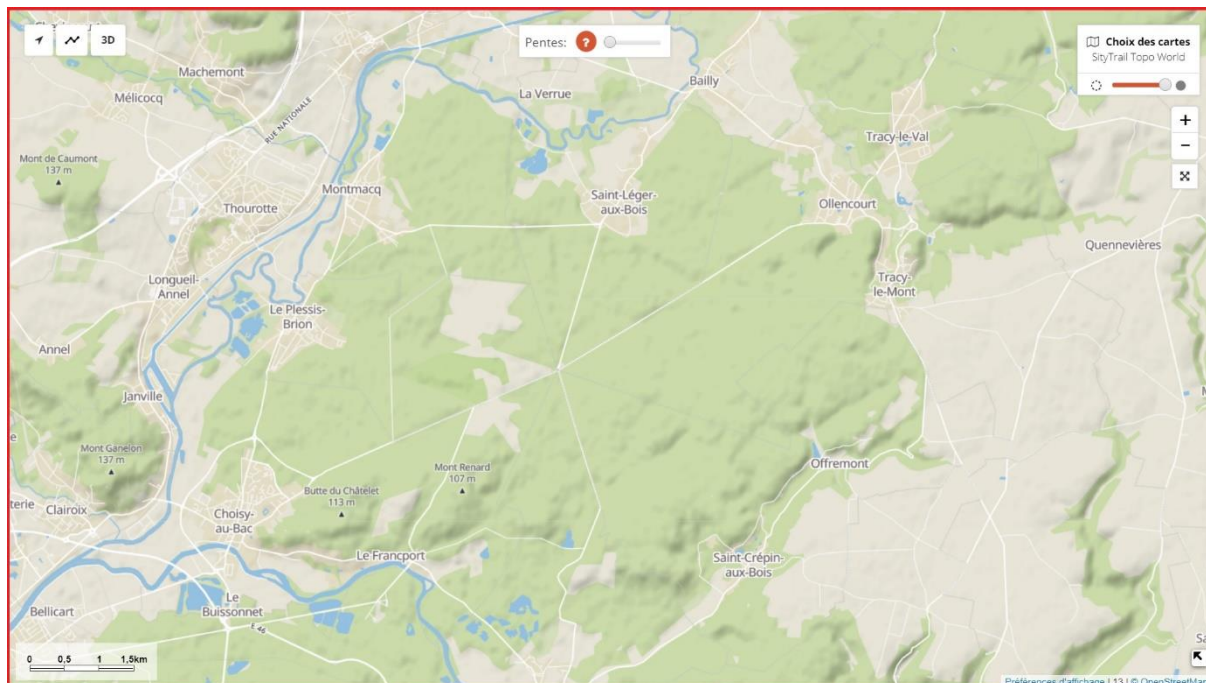 3D
Pentes:
?
Choix des cartes
SityTrail Topo World
+
−
Machemont
Bailly
La Verrue
Mélicocq
RUE NATIONALE
Tracy-le-Val
Mont de Caumont
137 m
Montmacq
Saint-Léger-
aux-Bois
Thourotte
Ollencourt
Quennevières
Longueil-
Annel
Tracy-
le-Mont
Le Plessis-
Brion
Annel
Janville
Mont Ganelon
137 m
Mont Renard
107 m
Offremont
Butte du Châtelet
113 m
terie
Clairoix
Choisy-
au-Bac
Le Francport
Saint-Crépin-
aux-Bois
Le
Buissonnet
Bellicart
E 46
Sa
0 0,5 1 1,5km
Préférences d'affichage | 13 | © OpenStreetMap